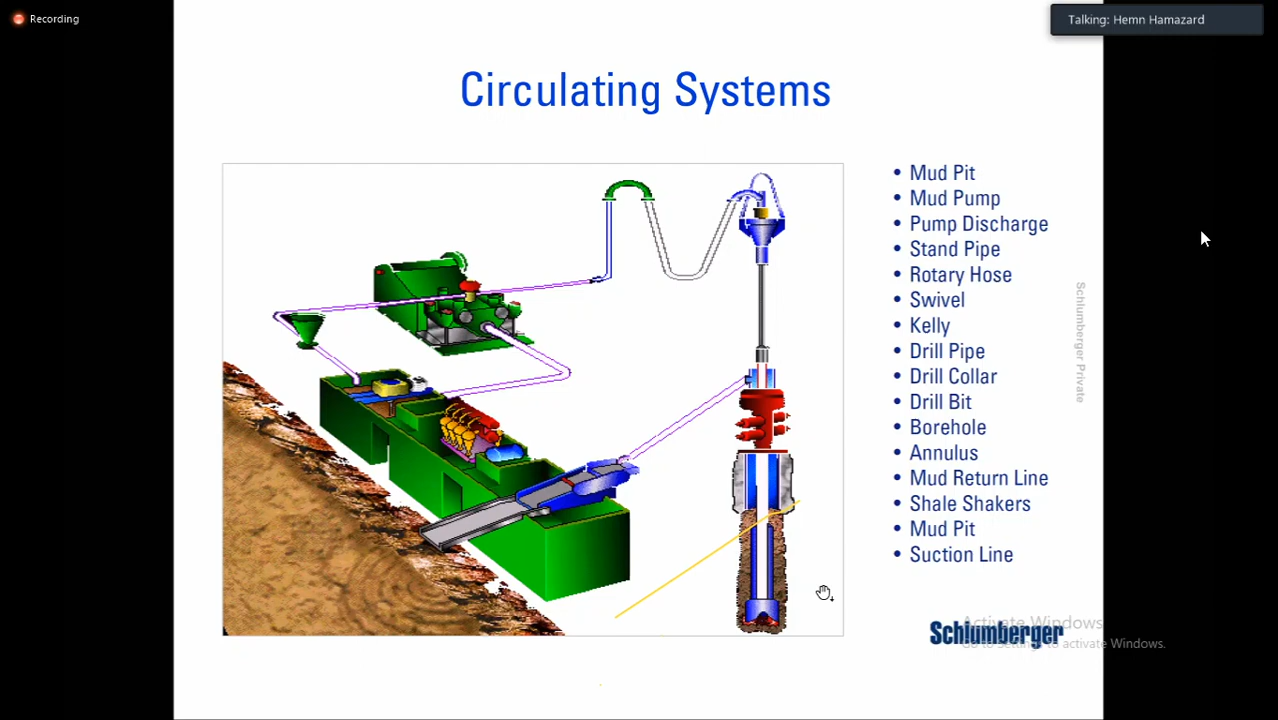 Recording
Talking: Hemn Hamazard
Circulating Systems
• Mud Pit
• Mud Pump
• Pump Discharge
• Stand Pipe
• Rotary Hose
• Swivel
• Kelly
• Drill Pipe
• Drill Collar
• Drill Bit
• Borehole
• Annulus
• Mud Return Line
• Shale Shakers
• Mud Pit
• Suction Line
Schlumberger Private
Schlumberger
Activate Windows
Go to Settings to activate Windows.